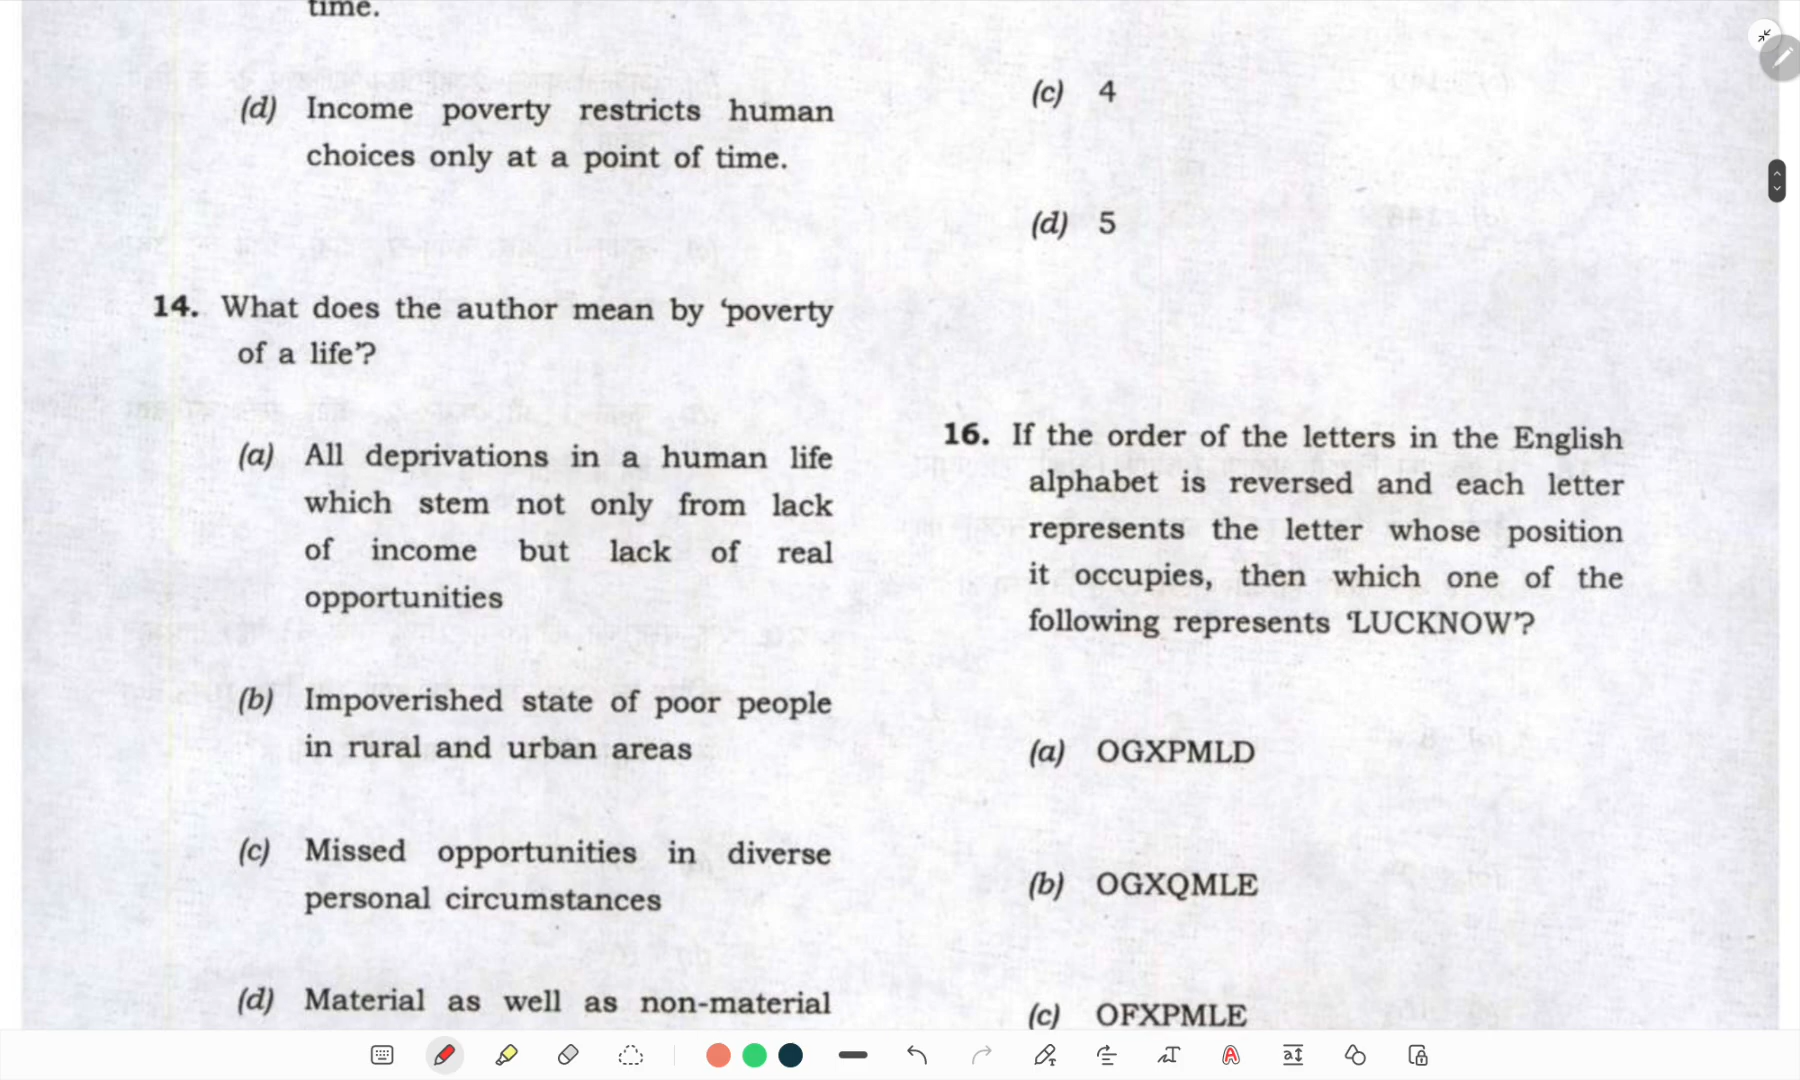 time.
(d) Income poverty restricts human
choices only at a point of time.
14. What does the author mean by ‘poverty
of a life’?
(a) All deprivations in a human life
which stem not only from lack
of income but lack of real
opportunities
(b) Impoverished state of poor people
in rural and urban areas
(c) Missed opportunities in diverse
personal circumstances
(d) Material as well as non-material
(c) 4
(d) 5
16. If the order of the letters in the English
alphabet is reversed and each letter
represents the letter whose position
it occupies, then which one of the
following represents ‘LUCKNOW’?
(a) OGXPMLD
(b) OGXQMLE
(c) OFXPMLE